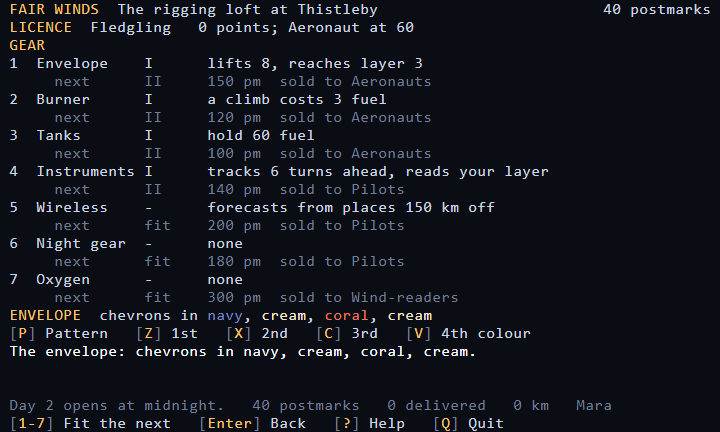 FAIR WINDS  The rigging loft at Thistleby  40 postmarks
LICENCE  Fledgling  0 points; Aeronaut at 60
GEAR
1  Envelope  I  lifts 8, reaches layer 3
next  II  150 pm  sold to Aeronauts
2  Burner  I  a climb costs 3 fuel
next  II  120 pm  sold to Aeronauts
3  Tanks  I  hold 60 fuel
next  II  100 pm  sold to Aeronauts
4  Instruments  I  tracks 6 turns ahead, reads your layer
next  II  140 pm  sold to Pilots
5  Wireless  -  forecasts from places 150 km off
next  fit  200 pm  sold to Pilots
6  Night gear  -  none
next  fit  180 pm  sold to Pilots
7  Oxygen  -  none
next  fit  300 pm  sold to Wind-readers
ENVELOPE  chevrons in navy, cream, coral, cream
[P] Pattern  [Z] 1st  [X] 2nd  [C] 3rd  [V] 4th colour
The envelope: chevrons in navy, cream, coral, cream.
Day 2 opens at midnight.  40 postmarks  0 delivered  0 km  Mara
[1-7] Fit the next  [Enter] Back  [?] Help  [Q] Quit